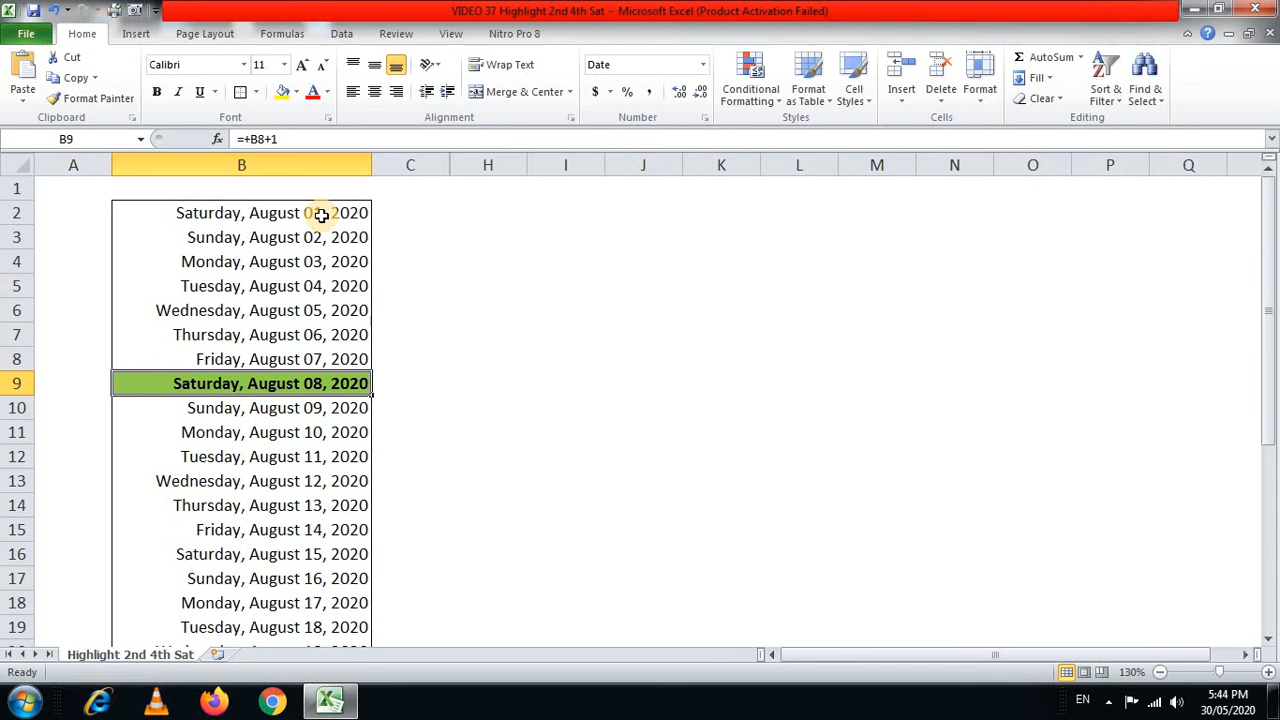 VIDEO 37 Highlight 2nd 4th Sat - Microsoft Excel (Product Activation Failed)
File Home Insert Page Layout Formulas Data Review View Nitro Pro 8
Cut
Copy
Format Painter
Paste
Clipboard
Calibri 11
B I U
Font
Wrap Text
Merge & Center
Alignment
Date
$ % ,
Number
Conditional Formatting
Format as Table
Cell Styles
Styles
Insert Delete Format
Cells
AutoSum
Fill
Clear
Sort & Filter
Find & Select
Editing
B9 fx =+B8+1
A B C H I J K L M N O P Q
1
2 Saturday, August 01, 2020
3 Sunday, August 02, 2020
4 Monday, August 03, 2020
5 Tuesday, August 04, 2020
6 Wednesday, August 05, 2020
7 Thursday, August 06, 2020
8 Friday, August 07, 2020
9 Saturday, August 08, 2020
10 Sunday, August 09, 2020
11 Monday, August 10, 2020
12 Tuesday, August 11, 2020
13 Wednesday, August 12, 2020
14 Thursday, August 13, 2020
15 Friday, August 14, 2020
16 Saturday, August 15, 2020
17 Sunday, August 16, 2020
18 Monday, August 17, 2020
19 Tuesday, August 18, 2020
Highlight 2nd 4th Sat
Ready 130%
EN 5:44 PM
30/05/2020